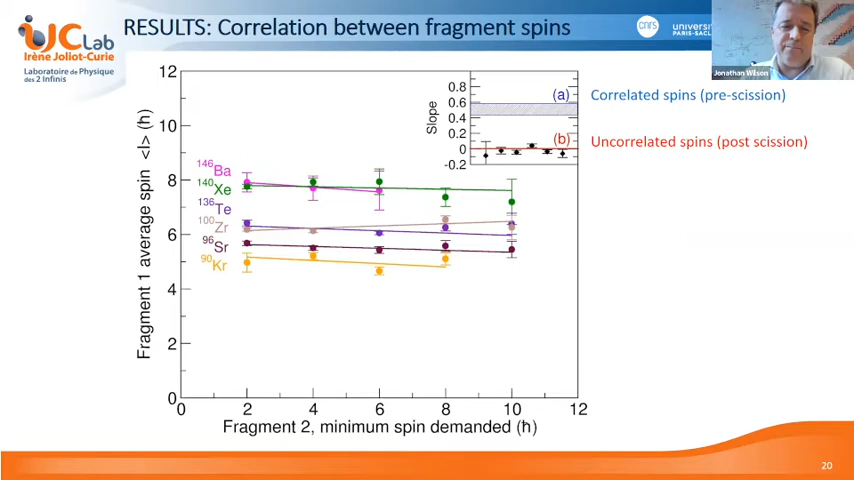 RESULTS: Correlation between fragment spins
IJC Lab
Irène Joliot-Curie
Laboratoire de Physique
des 2 Infinis
cnrs
université
PARIS-SACLAY
Jonathan Wilson
Correlated spins (pre-scission)
Uncorrelated spins (post scission)
Fragment 1 average spin <I> (ħ)
12
10
8
6
4
2
0
146Ba
140Xe
136Te
100Zr
96Sr
90Kr
Slope
0.8
0.6
0.4
0.2
0
-0.2
(a)
(b)
0 2 4 6 8 10 12
Fragment 2, minimum spin demanded (ħ)
20